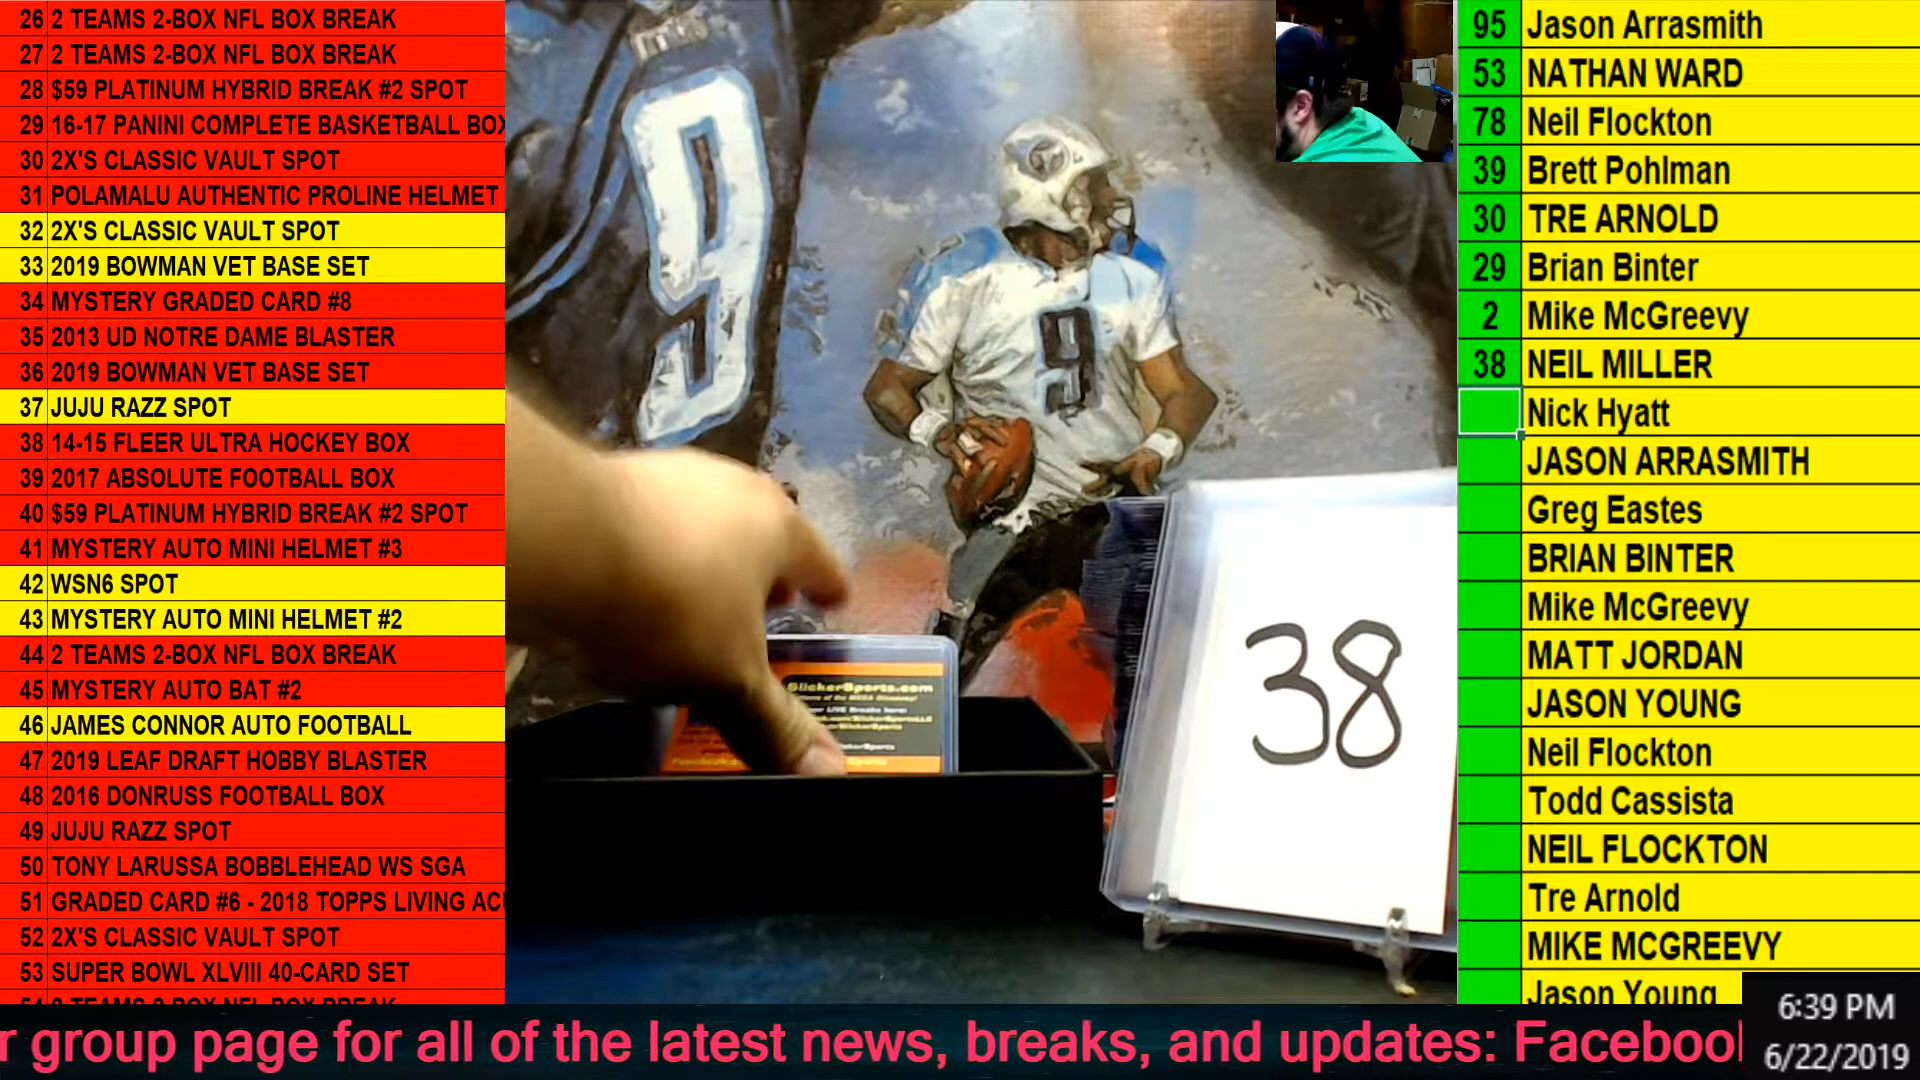 26 2 TEAMS 2-BOX NFL BOX BREAK
27 2 TEAMS 2-BOX NFL BOX BREAK
28 $59 PLATINUM HYBRID BREAK #2 SPOT
29 16-17 PANINI COMPLETE BASKETBALL BOX
30 2X'S CLASSIC VAULT SPOT
31 POLAMALU AUTHENTIC PROLINE HELMET
32 2X'S CLASSIC VAULT SPOT
33 2019 BOWMAN VET BASE SET
34 MYSTERY GRADED CARD #8
35 2013 UD NOTRE DAME BLASTER
36 2019 BOWMAN VET BASE SET
37 JUJU RAZZ SPOT
38 14-15 FLEER ULTRA HOCKEY BOX
39 2017 ABSOLUTE FOOTBALL BOX
40 $59 PLATINUM HYBRID BREAK #2 SPOT
41 MYSTERY AUTO MINI HELMET #3
42 WSN6 SPOT
43 MYSTERY AUTO MINI HELMET #2
44 2 TEAMS 2-BOX NFL BOX BREAK
45 MYSTERY AUTO BAT #2
46 JAMES CONNOR AUTO FOOTBALL
47 2019 LEAF DRAFT HOBBY BLASTER
48 2016 DONRUSS FOOTBALL BOX
49 JUJU RAZZ SPOT
50 TONY LARUSSA BOBBLEHEAD WS SGA
51 GRADED CARD #6 - 2018 TOPPS LIVING AC
52 2X'S CLASSIC VAULT SPOT
53 SUPER BOWL XLVIII 40-CARD SET
54 2 TEAMS 2-BOX NFL BOX BREAK
9
9
SlickerSports.com
38
95 Jason Arrasmith
53 NATHAN WARD
78 Neil Flockton
39 Brett Pohlman
30 TRE ARNOLD
29 Brian Binter
2 Mike McGreevy
38 NEIL MILLER
Nick Hyatt
JASON ARRASMITH
Greg Eastes
BRIAN BINTER
Mike McGreevy
MATT JORDAN
JASON YOUNG
Neil Flockton
Todd Cassista
NEIL FLOCKTON
Tre Arnold
MIKE MCGREEVY
Jason Young
r group page for all of the latest news, breaks, and updates: Facebook
6:39 PM
6/22/2019